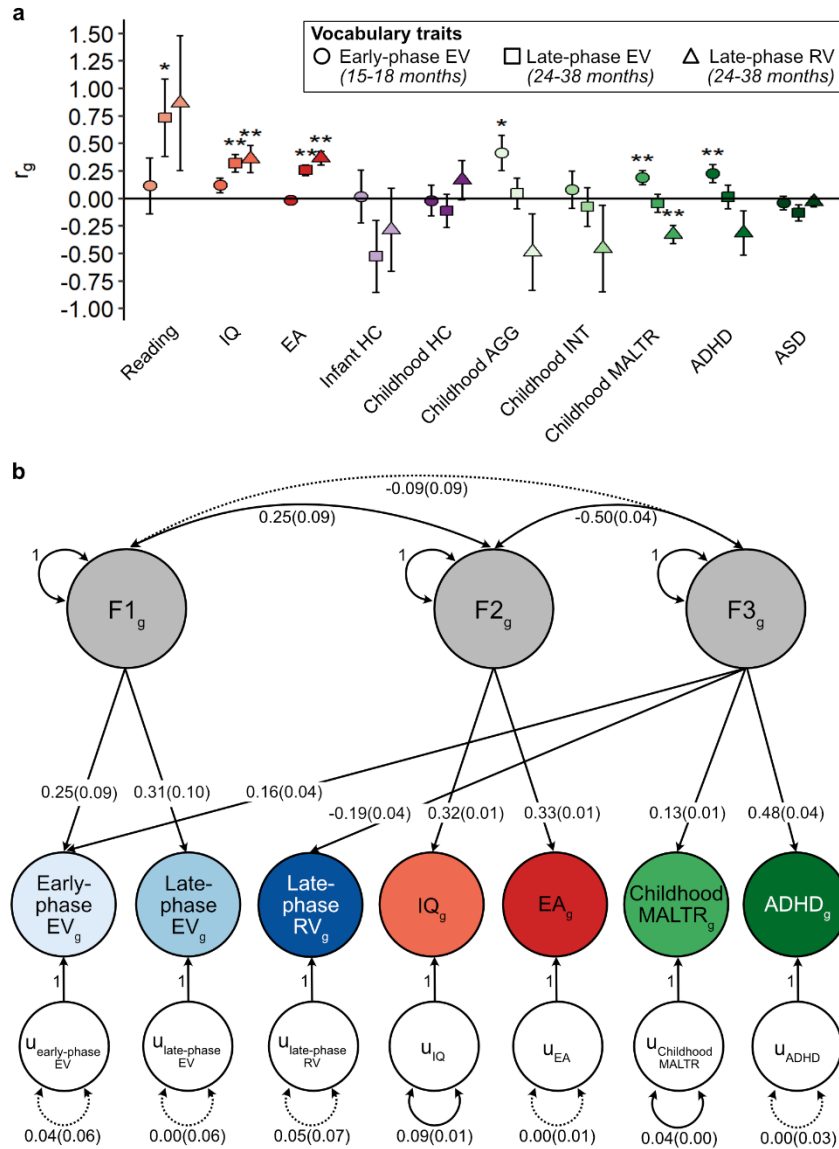 a
Vocabulary traits
Early-phase EV
(15-18 months)
Late-phase EV
(24-38 months)
Late-phase RV
(24-38 months)
r_g
1.50
1.25
1.00
0.75
0.50
0.25
0.00
-0.25
-0.50
-0.75
-1.00
*
**
**
**
**
*
**
**
**
Reading
IQ
EA
Infant HC
Childhood HC
Childhood AGG
Childhood INT
Childhood MALTR
ADHD
ASD
b
-0.09(0.09)
0.25(0.09)
-0.50(0.04)
1
1
1
F1g
F2g
F3g
0.25(0.09)
0.31(0.10)
0.16(0.04)
-0.19(0.04)
0.32(0.01)
0.33(0.01)
0.13(0.01)
0.48(0.04)
Early-
phase
EVg
Late-
phase
EVg
Late-
phase
RVg
IQg
EAg
Childhood
MALTRg
ADHDg
1
1
1
1
1
1
1
u early-phase
EV
u late-phase
EV
u late-phase
RV
u IQ
u EA
u Childhood
MALTR
u ADHD
0.04(0.06)
0.00(0.06)
0.05(0.07)
0.09(0.01)
0.00(0.01)
0.04(0.00)
0.00(0.03)